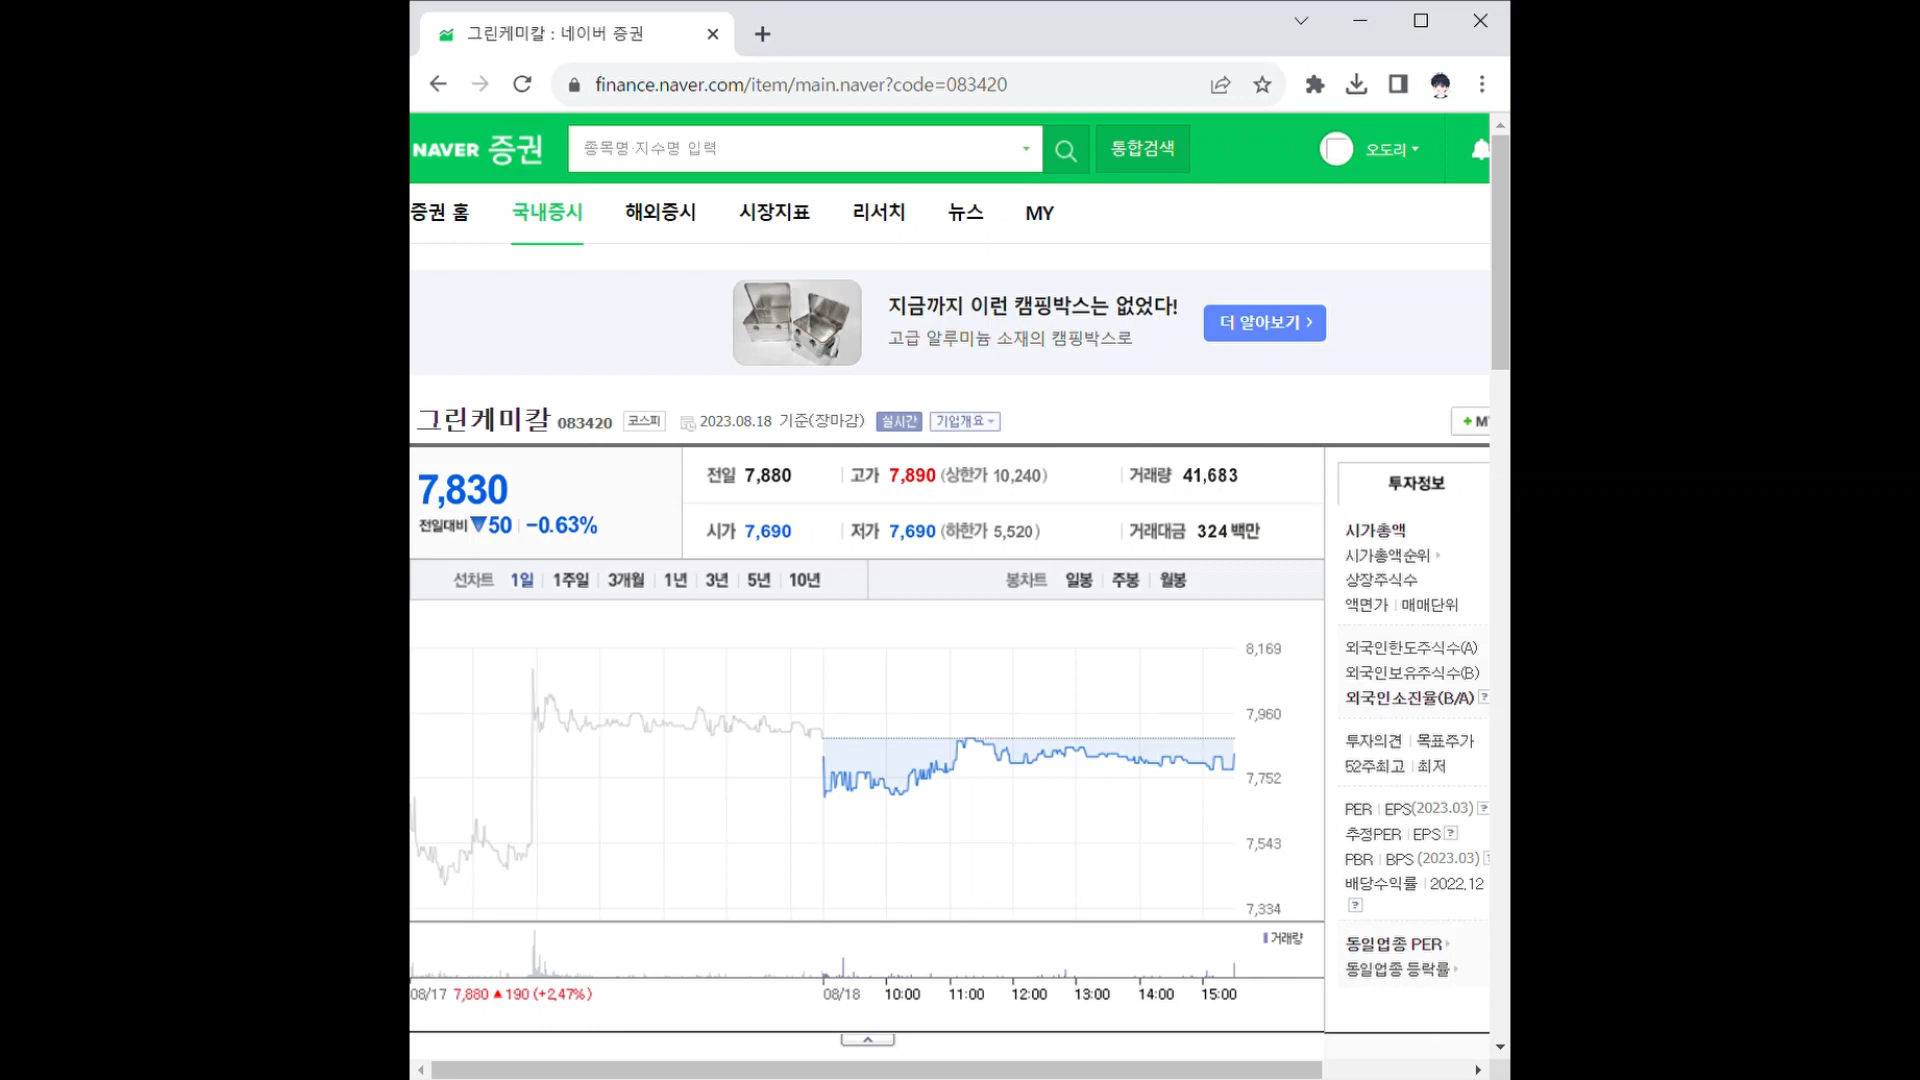 그린케미칼 : 네이버 증권
finance.naver.com/item/main.naver?code=083420
NAVER 증권
종목명·지수명 입력
통합검색
오도리
증권 홈 국내증시 해외증시 시장지표 리서치 뉴스 MY
지금까지 이런 캠핑박스는 없었다!
고급 알루미늄 소재의 캠핑박스로
더 알아보기 >
그린케미칼 083420 코스피 2023.08.18 기준(장마감) 실시간 기업개요
+ M
7,830
전일대비 ▼50 | -0.63%
전일 7,880 | 고가 7,890 (상한가 10,240) | 거래량 41,683
시가 7,690 | 저가 7,690 (하한가 5,520) | 거래대금 324 백만
선차트 1일 1주일 3개월 1년 3년 5년 10년
봉차트 일봉 주봉 월봉
8,169
7,960
7,752
7,543
7,334
거래량
08/17 7,880 ▲190 (+2.47%)
08/18 10:00 11:00 12:00 13:00 14:00 15:00
투자정보
시가총액
시가총액순위
상장주식수
액면가 | 매매단위
외국인한도주식수(A)
외국인보유주식수(B)
외국인소진율(B/A) ?
투자의견 | 목표주가
52주최고 | 최저
PER | EPS(2023.03) ?
추정PER | EPS ?
PBR | BPS (2023.03) ?
배당수익률 | 2022.12
?
동일업종 PER
동일업종 등락률